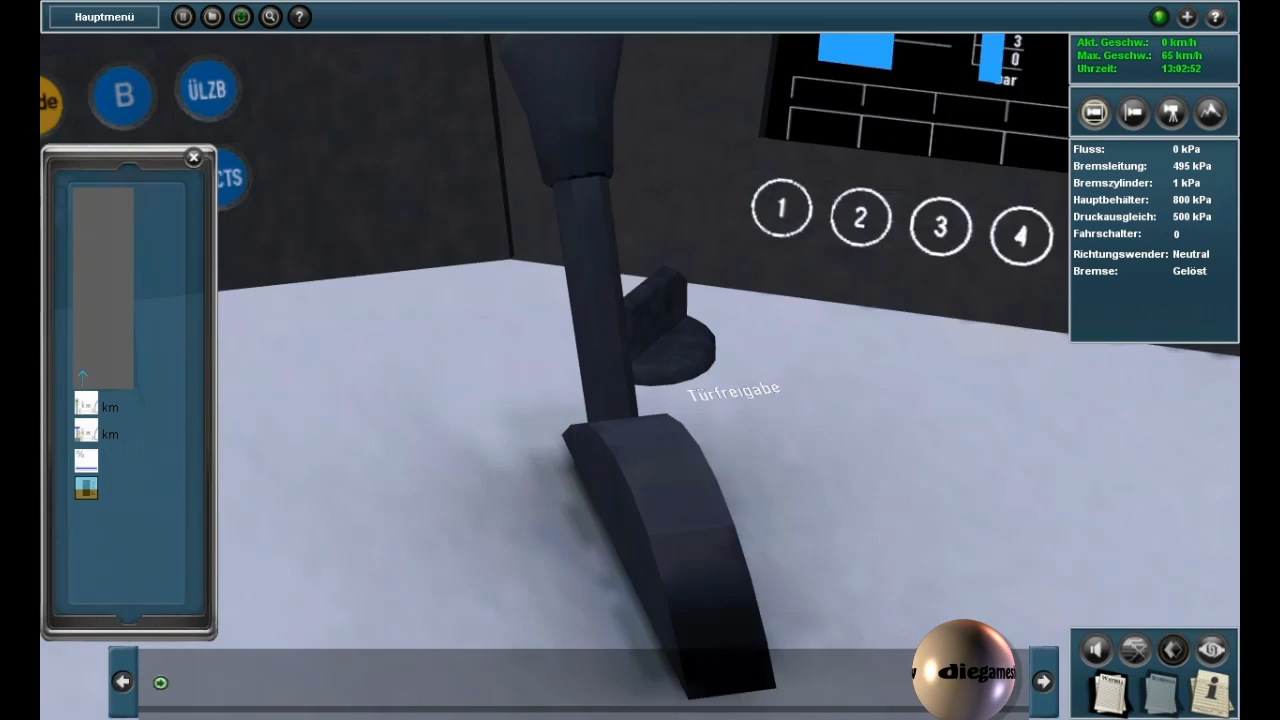 Hauptmenü
?
?
Akt. Geschw.: 0 km/h
Max. Geschw.: 65 km/h
Uhrzeit: 13:02:52
Fluss: 0 kPa
Bremsleitung: 495 kPa
Bremszylinder: 1 kPa
Hauptbehälter: 800 kPa
Druckausgleich: 500 kPa
Fahrschalter: 0
Richtungswender: Neutral
Bremse: Gelöst
3
0
de
B
ÜLZB
CTS
1
2
3
4
Türfreigabe
km
km
%
diegames